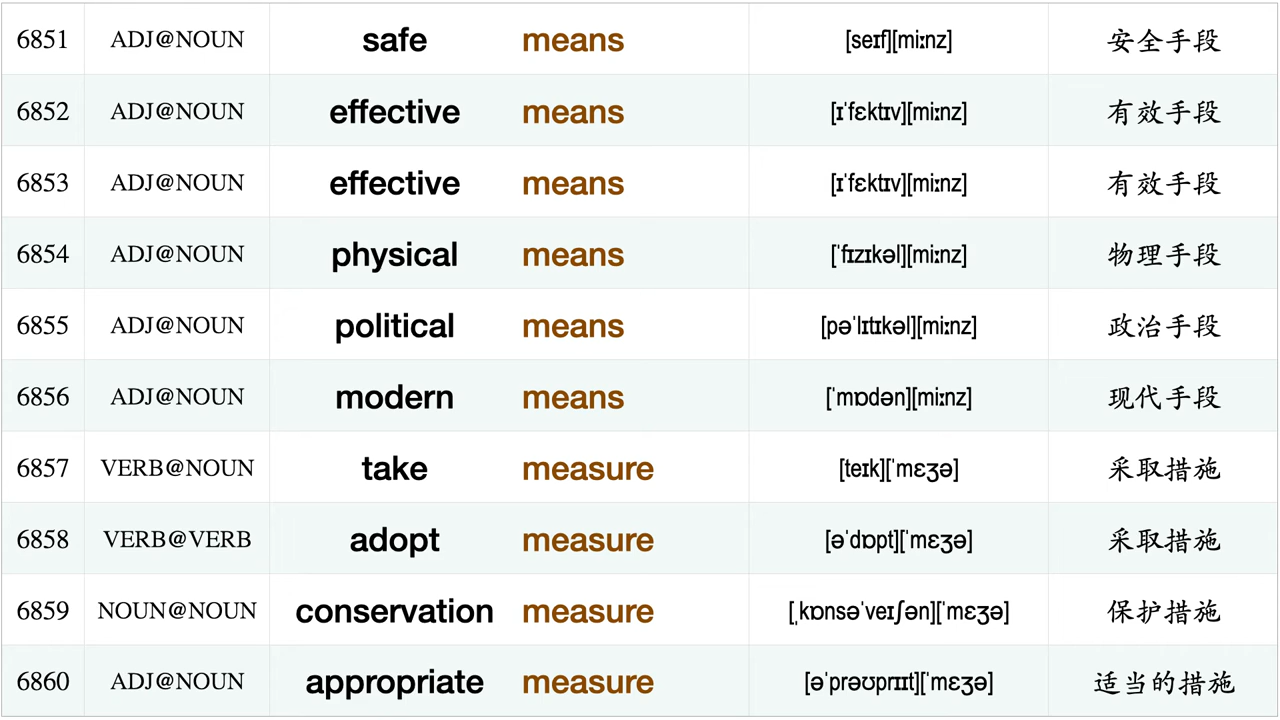 6851 ADJ@NOUN safe means [seɪf][miːnz] 安全手段
6852 ADJ@NOUN effective means [ɪˈfɛktɪv][miːnz] 有效手段
6853 ADJ@NOUN effective means [ɪˈfɛktɪv][miːnz] 有效手段
6854 ADJ@NOUN physical means [ˈfɪzɪkəl][miːnz] 物理手段
6855 ADJ@NOUN political means [pəˈlɪtɪkəl][miːnz] 政治手段
6856 ADJ@NOUN modern means [ˈmɒdən][miːnz] 现代手段
6857 VERB@NOUN take measure [teɪk][ˈmɛʒə] 采取措施
6858 VERB@VERB adopt measure [əˈdɒpt][ˈmɛʒə] 采取措施
6859 NOUN@NOUN conservation measure [ˌkɒnsəˈveɪʃən][ˈmɛʒə] 保护措施
6860 ADJ@NOUN appropriate measure [əˈprəʊprɪɪt][ˈmɛʒə] 适当的措施